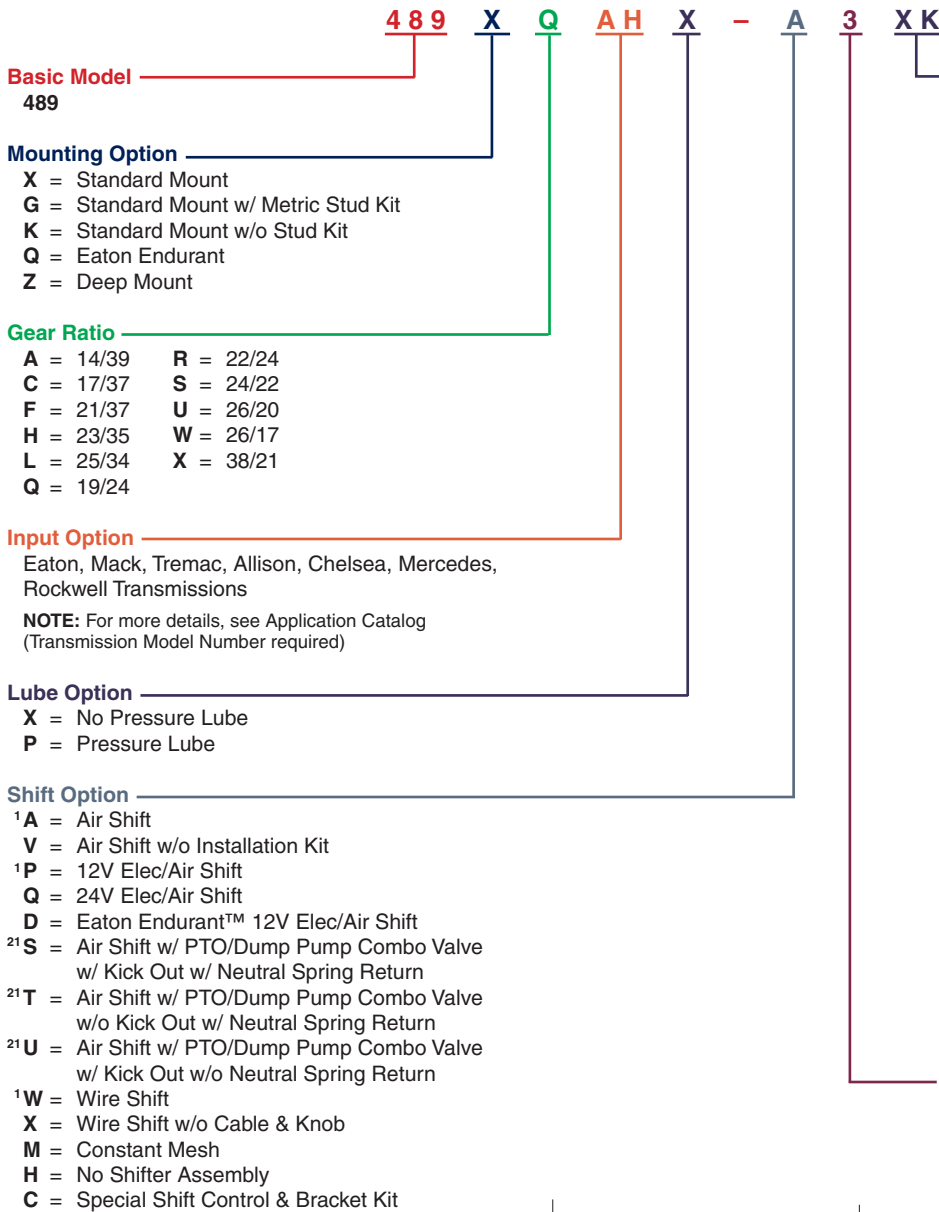 489 X Q AH X – A 3 XK
Basic Model
489
Mounting Option
X = Standard Mount
G = Standard Mount w/ Metric Stud Kit
K = Standard Mount w/o Stud Kit
Q = Eaton Endurant
Z = Deep Mount
Gear Ratio
A = 14/39 R = 22/24
C = 17/37 S = 24/22
F = 21/37 U = 26/20
H = 23/35 W = 26/17
L = 25/34 X = 38/21
Q = 19/24
Input Option
Eaton, Mack, Tremac, Allison, Chelsea, Mercedes,
Rockwell Transmissions
NOTE: For more details, see Application Catalog
(Transmission Model Number required)
Lube Option
X = No Pressure Lube
P = Pressure Lube
Shift Option
¹A = Air Shift
V = Air Shift w/o Installation Kit
¹P = 12V Elec/Air Shift
Q = 24V Elec/Air Shift
D = Eaton Endurant™ 12V Elec/Air Shift
²¹S = Air Shift w/ PTO/Dump Pump Combo Valve
w/ Kick Out w/ Neutral Spring Return
²¹T = Air Shift w/ PTO/Dump Pump Combo Valve
w/o Kick Out w/ Neutral Spring Return
²¹U = Air Shift w/ PTO/Dump Pump Combo Valve
w/ Kick Out w/o Neutral Spring Return
¹W = Wire Shift
X = Wire Shift w/o Cable & Knob
M = Constant Mesh
H = No Shifter Assembly
C = Special Shift Control & Bracket Kit